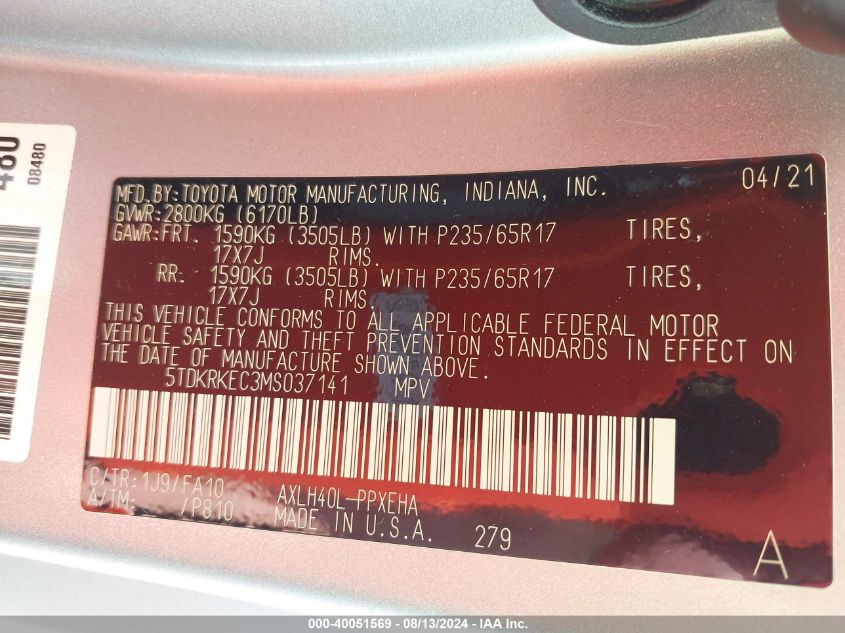 480
08480
MFD.BY:TOYOTA MOTOR MANUFACTURING, INDIANA, INC. 04/21
GVWR:2800KG (6170LB)
GAWR:FRT. 1590KG (3505LB) WITH P235/65R17 TIRES,
17X7J RIMS.
RR. 1590KG (3505LB) WITH P235/65R17 TIRES,
17X7J RIMS.
THIS VEHICLE CONFORMS TO ALL APPLICABLE FEDERAL MOTOR
VEHICLE SAFETY AND THEFT PREVENTION STANDARDS IN EFFECT ON
THE DATE OF MANUFACTURE SHOWN ABOVE.
5TDKRKEC3MS037141 MPV
C/TR:1J9/FA10 AXLH40L-PPXEHA
A/TM: /P810 MADE IN U.S.A. 279
A
000-40051569 - 08/13/2024 - IAA Inc.